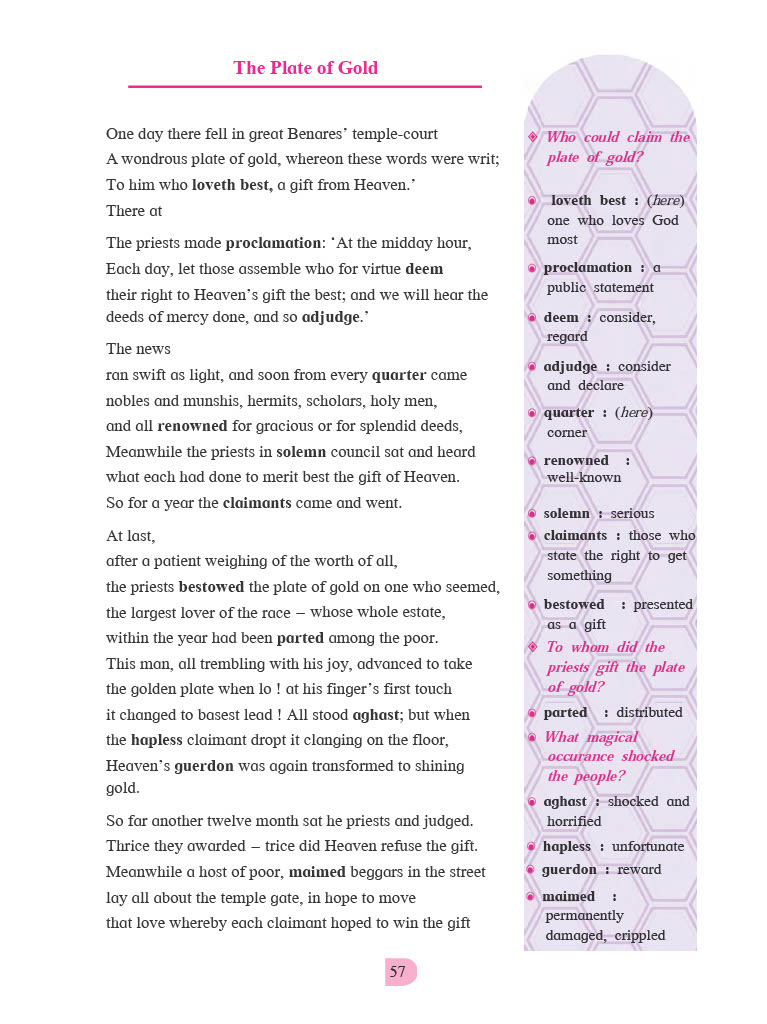 The Plate of Gold
One day there fell in great Benares' temple-court
A wondrous plate of gold, whereon these words were writ;
To him who loveth best, a gift from Heaven.'
There at
The priests made proclamation: 'At the midday hour,
Each day, let those assemble who for virtue deem
their right to Heaven's gift the best; and we will hear the
deeds of mercy done, and so adjudge.'
The news
ran swift as light, and soon from every quarter came
nobles and munshis, hermits, scholars, holy men,
and all renowned for gracious or for splendid deeds,
Meanwhile the priests in solemn council sat and heard
what each had done to merit best the gift of Heaven.
So for a year the claimants came and went.
At last,
after a patient weighing of the worth of all,
the priests bestowed the plate of gold on one who seemed,
the largest lover of the race – whose whole estate,
within the year had been parted among the poor.
This man, all trembling with his joy, advanced to take
the golden plate when lo ! at his finger's first touch
it changed to basest lead ! All stood aghast; but when
the hapless claimant dropt it clanging on the floor,
Heaven's guerdon was again transformed to shining
gold.
So far another twelve month sat he priests and judged.
Thrice they awarded – trice did Heaven refuse the gift.
Meanwhile a host of poor, maimed beggars in the street
lay all about the temple gate, in hope to move
that love whereby each claimant hoped to win the gift
Who could claim the
plate of gold?
loveth best : (here)
one who loves God
most
proclamation : a
public statement
deem : consider,
regard
adjudge : consider
and declare
quarter : (here)
corner
renowned :
well-known
solemn : serious
claimants : those who
state the right to get
something
bestowed : presented
as a gift
To whom did the
priests gift the plate
of gold?
parted : distributed
What magical
occurance shocked
the people?
aghast : shocked and
horrified
hapless : unfortunate
guerdon : reward
maimed :
permanently
damaged, crippled
57